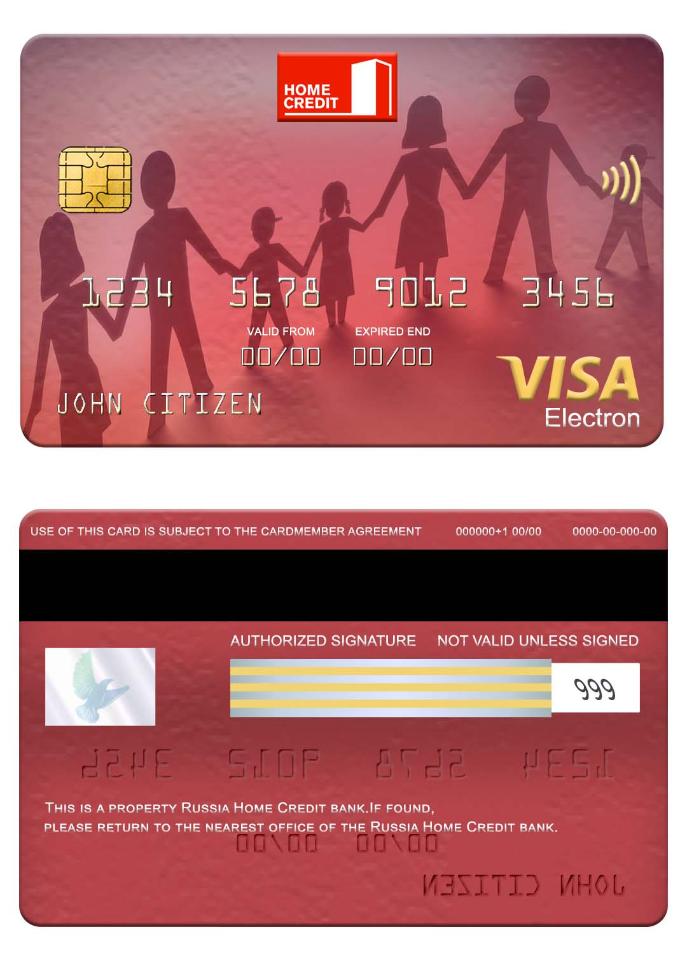 HOME
CREDIT
1234 5678 9012 3456
VALID FROM EXPIRED END
00/00 00/00
JOHN CITIZEN
VISA
Electron
USE OF THIS CARD IS SUBJECT TO THE CARDMEMBER AGREEMENT 000000+1 00/00 0000-00-000-00
AUTHORIZED SIGNATURE NOT VALID UNLESS SIGNED
999
1234 5678 9012 3456
THIS IS A PROPERTY RUSSIA HOME CREDIT BANK.IF FOUND,
PLEASE RETURN TO THE NEAREST OFFICE OF THE RUSSIA HOME CREDIT BANK.
00/00 00/00
JOHN CITIZEN